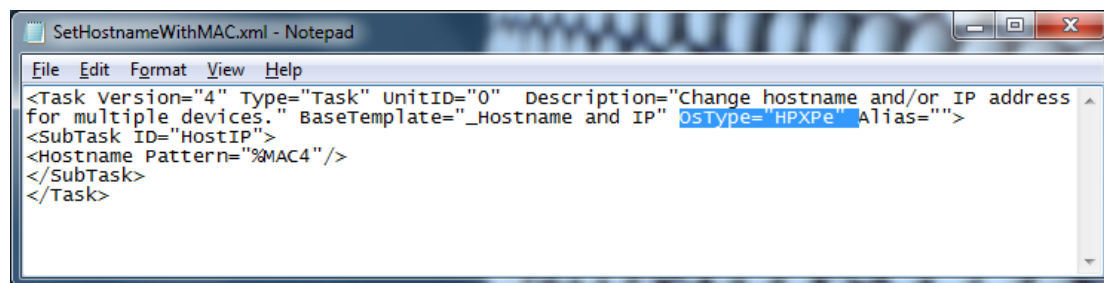 SetHostnameWithMAC.xml - Notepad
File Edit Format View Help
<Task Version="4" Type="Task" UnitID="0"  Description="Change hostname and/or IP address
for multiple devices." BaseTemplate="_Hostname and IP" OsType="HPXPe" Alias="">
<SubTask ID="HostIP">
<Hostname Pattern="%MAC4"/>
</SubTask>
</Task>